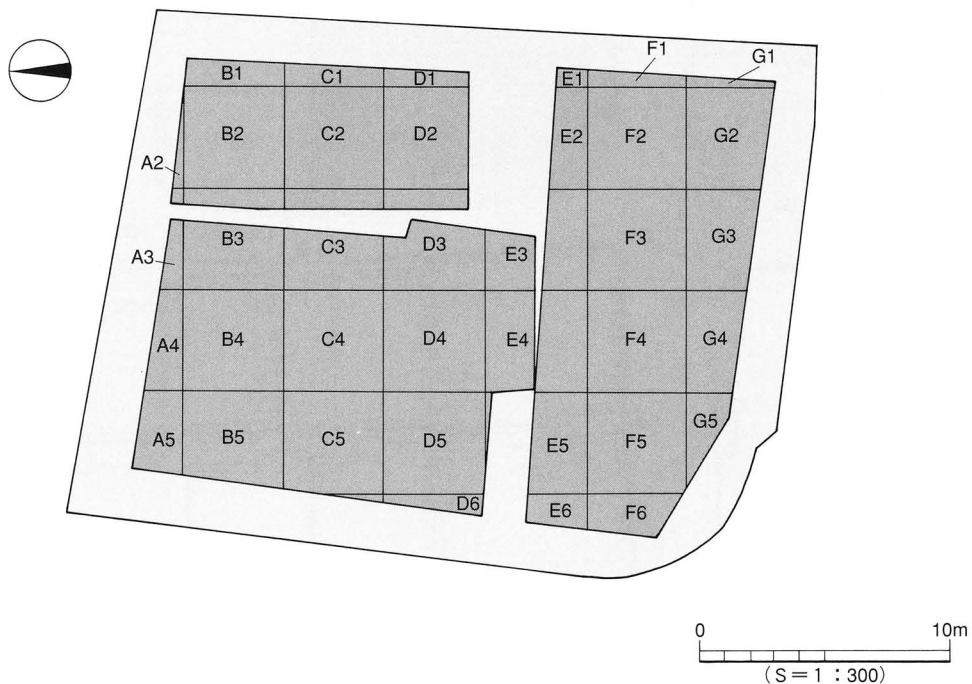 F1
G1
B1 C1 D1 E1
A2 B2 C2 D2 E2 F2 G2
A3 B3 C3 D3 E3 F3 G3
A4 B4 C4 D4 E4 F4 G4
A5 B5 C5 D5 E5 F5 G5
D6 E6 F6
0 10m
(S=1:300)